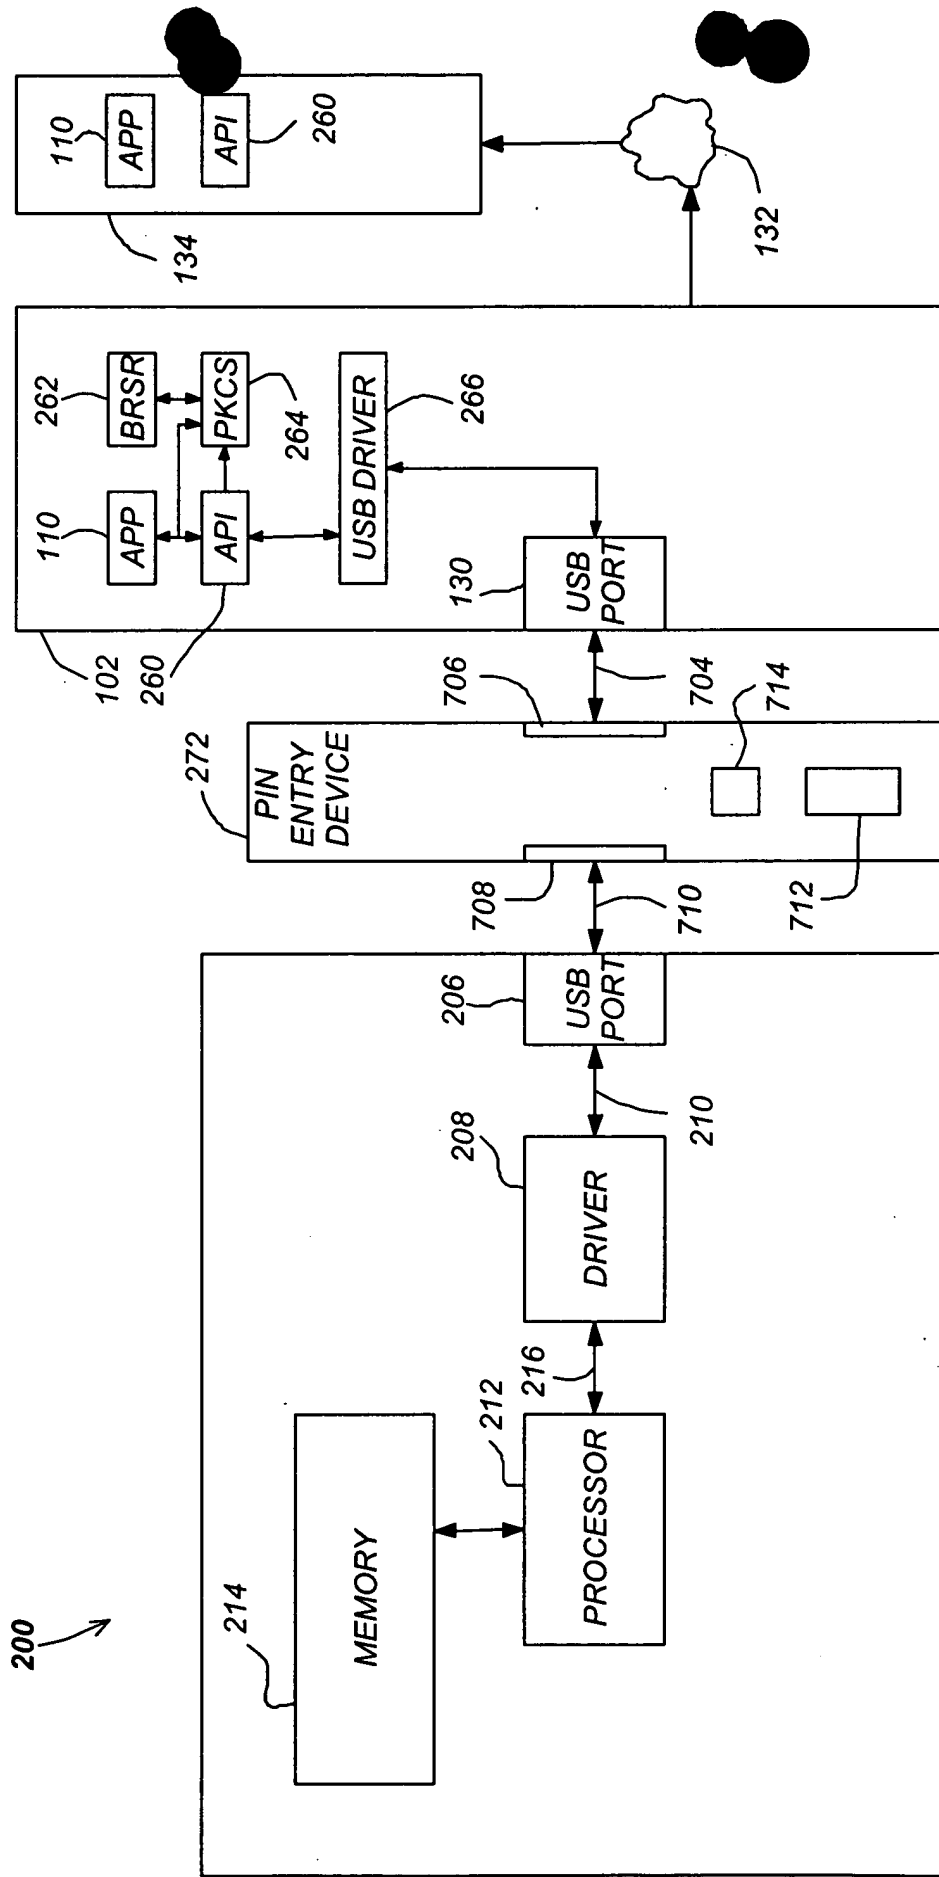 200
214
MEMORY
212
PROCESSOR
216
208
DRIVER
210
206
USB
PORT
710
708
272
PIN
ENTRY
DEVICE
706
704
714
712
102
260
110
APP
API
262
BRSR
PKCS
264
USB DRIVER
266
130
USB
PORT
134
110
APP
API
260
132